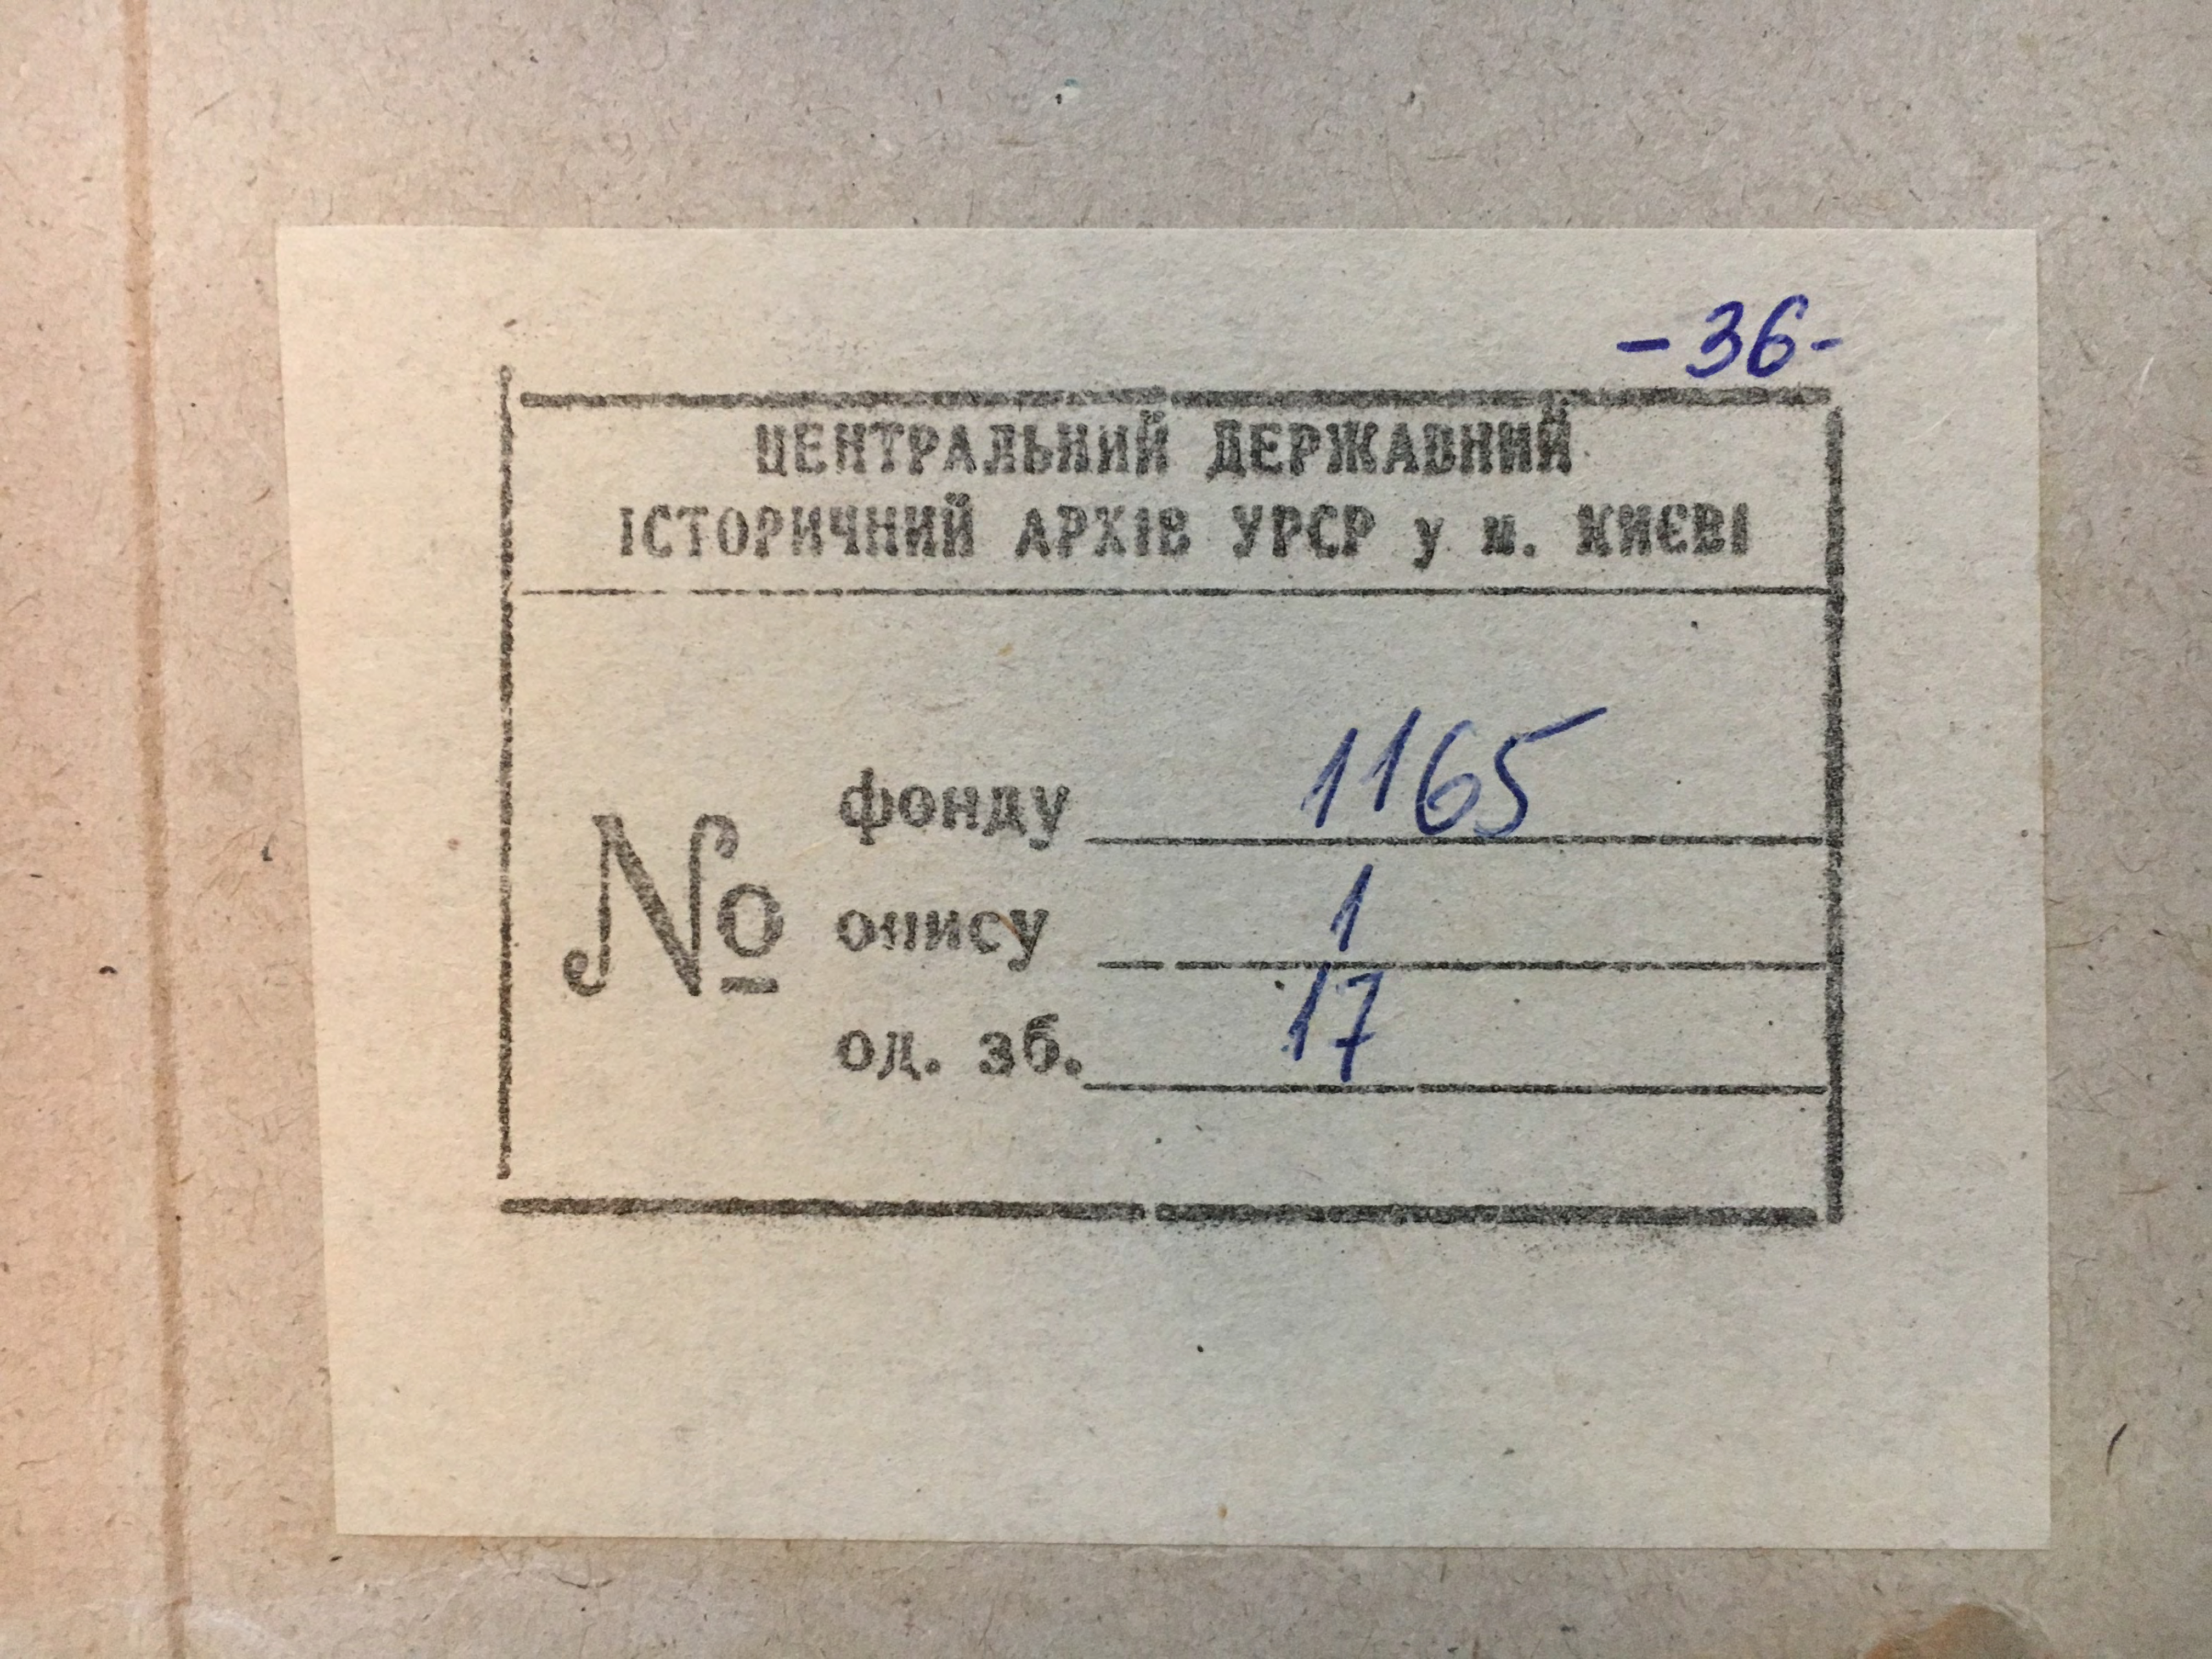 -36-
ЦЕНТРАЛЬНИЙ ДЕРЖАВНИЙ
ІСТОРИЧНИЙ АРХІВ УРСР у м. КИЄВІ
№
фонду 1165
опису 1
од. зб. 17